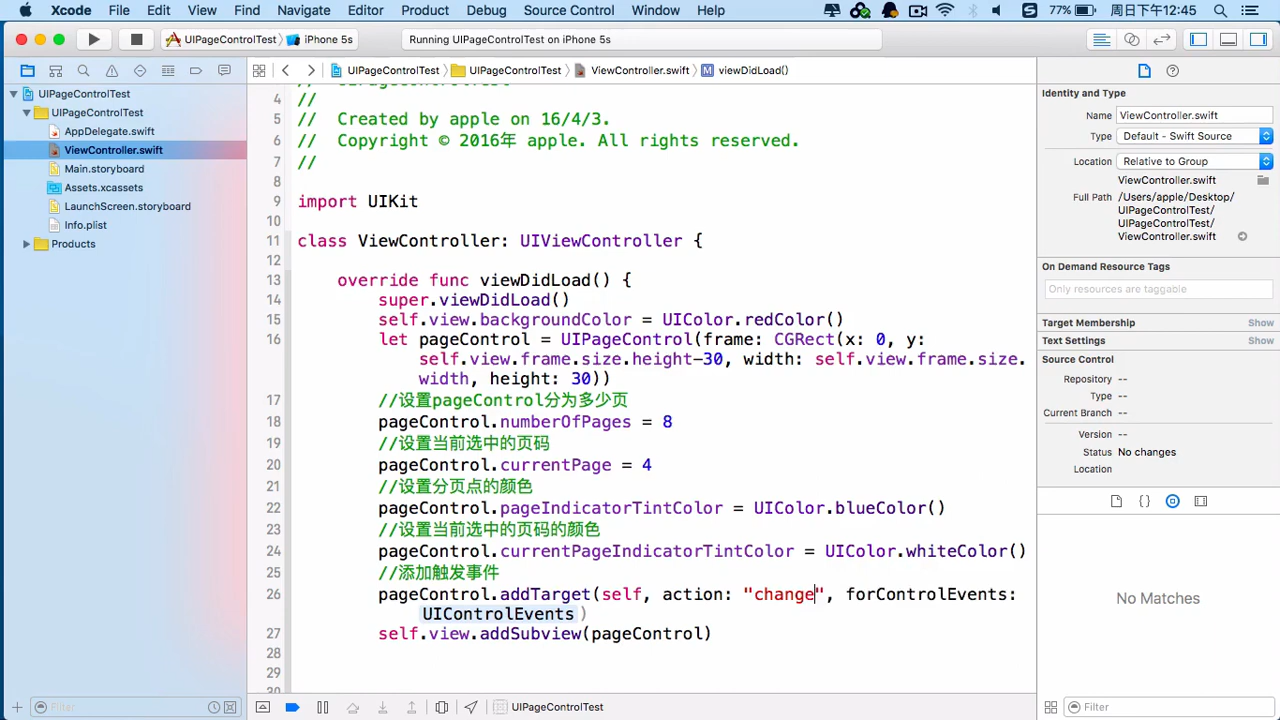 Xcode File Edit View Find Navigate Editor Product Debug Source Control Window Help 77% 周日下午12:45
UIPageControlTest iPhone 5s Running UIPageControlTest on iPhone 5s
UIPageControlTest UIPageControlTest ViewController.swift viewDidLoad()
UIPageControlTest
UIPageControlTest
AppDelegate.swift
ViewController.swift
Main.storyboard
Assets.xcassets
LaunchScreen.storyboard
Info.plist
Products
Filter
4 //
5 // Created by apple on 16/4/3.
6 // Copyright © 2016年 apple. All rights reserved.
7 //
8
9 import UIKit
10
11 class ViewController: UIViewController {
12
13 override func viewDidLoad() {
14 super.viewDidLoad()
15 self.view.backgroundColor = UIColor.redColor()
16 let pageControl = UIPageControl(frame: CGRect(x: 0, y:
self.view.frame.size.height-30, width: self.view.frame.size.
width, height: 30))
17 //设置pageControl分为多少页
18 pageControl.numberOfPages = 8
19 //设置当前选中的页码
20 pageControl.currentPage = 4
21 //设置分页点的颜色
22 pageControl.pageIndicatorTintColor = UIColor.blueColor()
23 //设置当前选中的页码的颜色
24 pageControl.currentPageIndicatorTintColor = UIColor.whiteColor()
25 //添加触发事件
26 pageControl.addTarget(self, action: "change", forControlEvents:
UIControlEvents)
27 self.view.addSubview(pageControl)
28
29
UIPageControlTest
Identity and Type
Name ViewController.swift
Type Default - Swift Source
Location Relative to Group
ViewController.swift
Full Path /Users/apple/Desktop/
UIPageControlTest/
UIPageControlTest/
ViewController.swift
On Demand Resource Tags
Only resources are taggable
Target Membership Show
Text Settings Show
Source Control
Repository --
Type --
Current Branch --
Version --
Status No changes
Location
No Matches
Filter